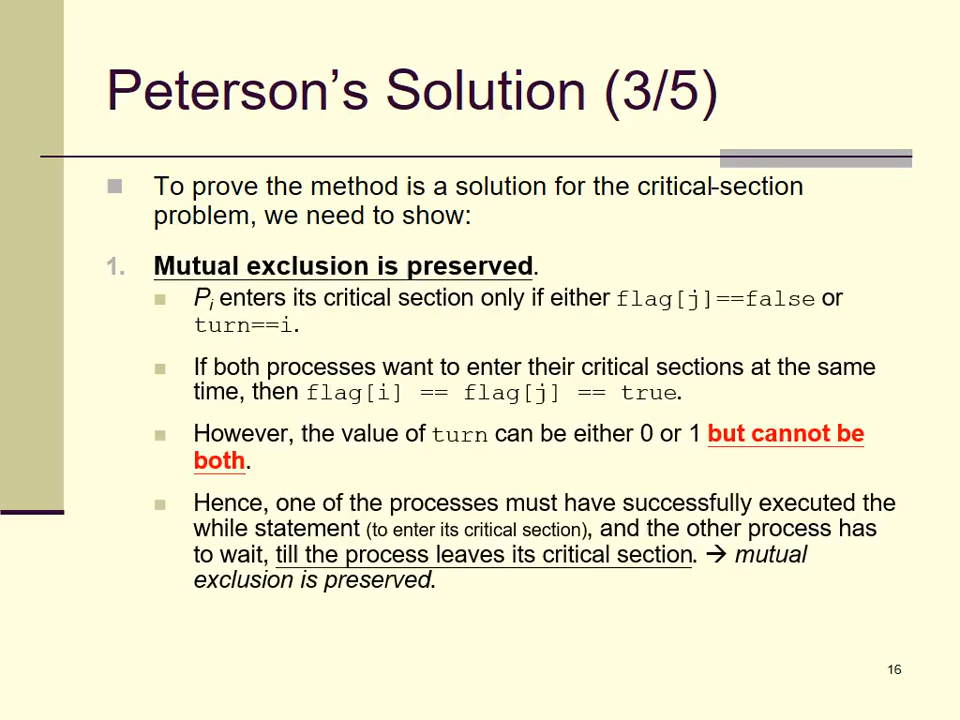 Peterson’s Solution (3/5)
To prove the method is a solution for the critical-section
problem, we need to show:
1. Mutual exclusion is preserved.
Pi enters its critical section only if either flag[j]==false or
turn==i.
If both processes want to enter their critical sections at the same
time, then flag[i] == flag[j] == true.
However, the value of turn can be either 0 or 1 but cannot be
both.
Hence, one of the processes must have successfully executed the
while statement (to enter its critical section), and the other process has
to wait, till the process leaves its critical section. → mutual
exclusion is preserved.
16